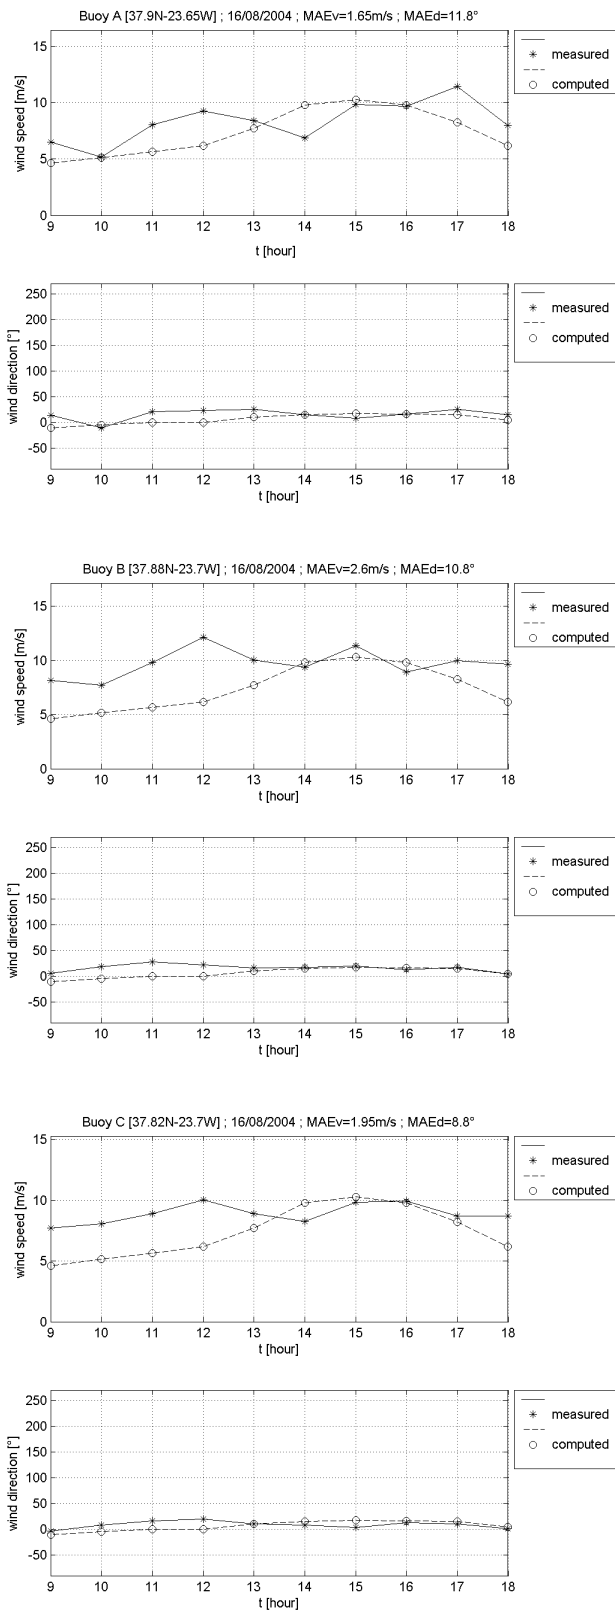 Buoy A [37.9N-23.65W] ; 16/08/2004 ; MAEv=1.65m/s ; MAEd=11.8°
15
10
5
0
wind speed [m/s]
measured
computed
9 10 11 12 13 14 15 16 17 18
t [hour]
250
200
150
100
50
0
-50
wind direction [°]
measured
computed
9 10 11 12 13 14 15 16 17 18
t [hour]
Buoy B [37.88N-23.7W] ; 16/08/2004 ; MAEv=2.6m/s ; MAEd=10.8°
15
10
5
0
wind speed [m/s]
measured
computed
9 10 11 12 13 14 15 16 17 18
t [hour]
250
200
150
100
50
0
-50
wind direction [°]
measured
computed
9 10 11 12 13 14 15 16 17 18
t [hour]
Buoy C [37.82N-23.7W] ; 16/08/2004 ; MAEv=1.95m/s ; MAEd=8.8°
15
10
5
0
wind speed [m/s]
measured
computed
9 10 11 12 13 14 15 16 17 18
t [hour]
250
200
150
100
50
0
-50
wind direction [°]
measured
computed
9 10 11 12 13 14 15 16 17 18
t [hour]